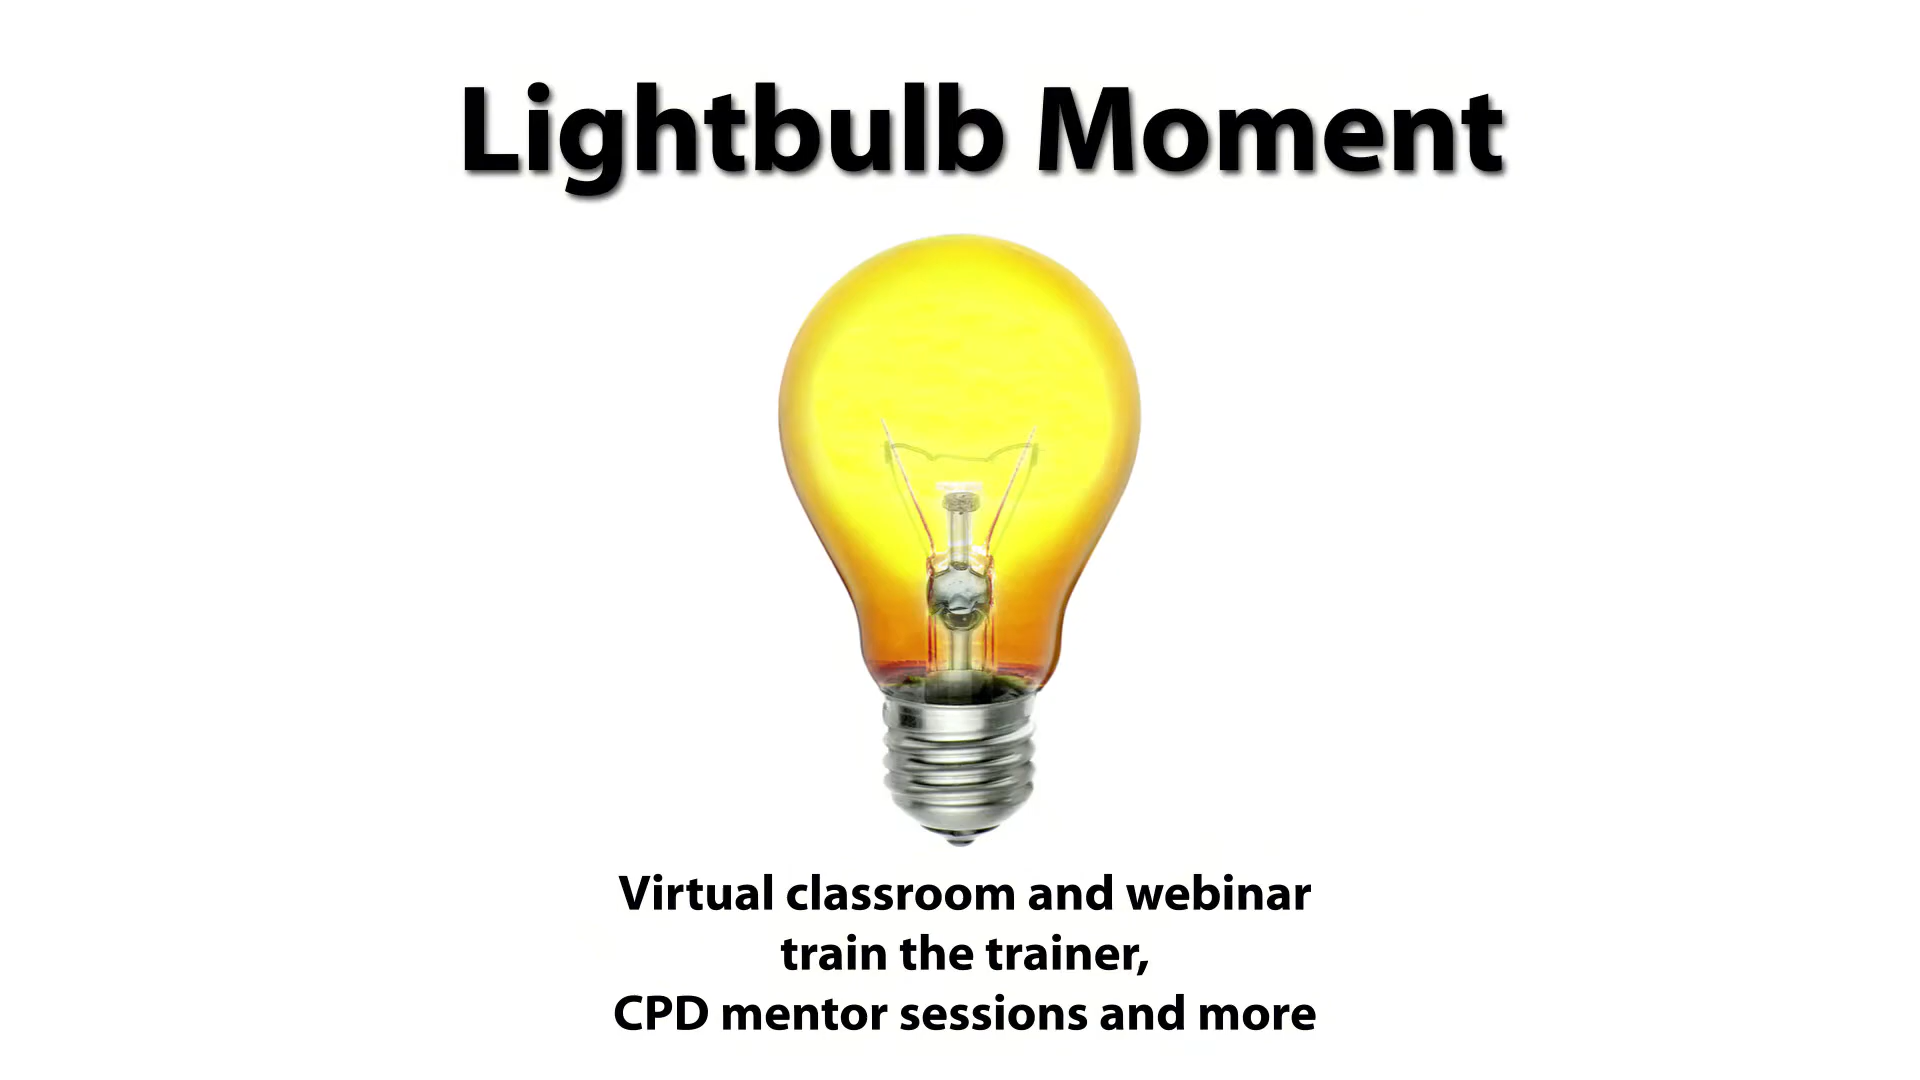 Lightbulb Moment
Virtual classroom and webinar
train the trainer,
CPD mentor sessions and more